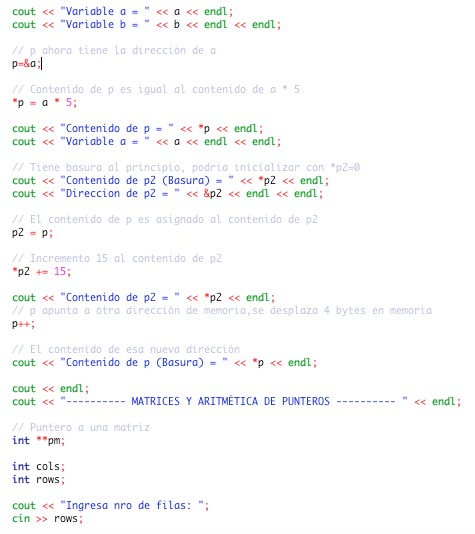 cout << "Variable a = " << a << endl;
cout << "Variable b = " << b << endl << endl;
// p ahora tiene la dirección de a
p=&a;
// Contenido de p es igual al contenido de a * 5
*p = a * 5;
cout << "Contenido de p = " << *p << endl;
cout << "Variable a = " << a << endl << endl;
// Tiene basura al principio, podria inicializar con *p2=0
cout << "Contenido de p2 (Basura) = " << *p2 << endl;
cout << "Direccion de p2 = " << &p2 << endl << endl;
// El contenido de p es asignado al contenido de p2
p2 = p;
// Incremento 15 al contenido de p2
*p2 += 15;
cout << "Contenido de p2 = " << *p2 << endl;
// p apunta a otra dirección de memoria,se desplaza 4 bytes en memoria
p++;
// El contenido de esa nueva dirección
cout << "Contenido de p (Basura) = " << *p << endl;
cout << endl;
cout << "---------- MATRICES Y ARITMÉTICA DE PUNTEROS ---------- " << endl;
// Puntero a una matriz
int **pm;
int cols;
int rows;
cout << "Ingresa nro de filas: ";
cin >> rows;